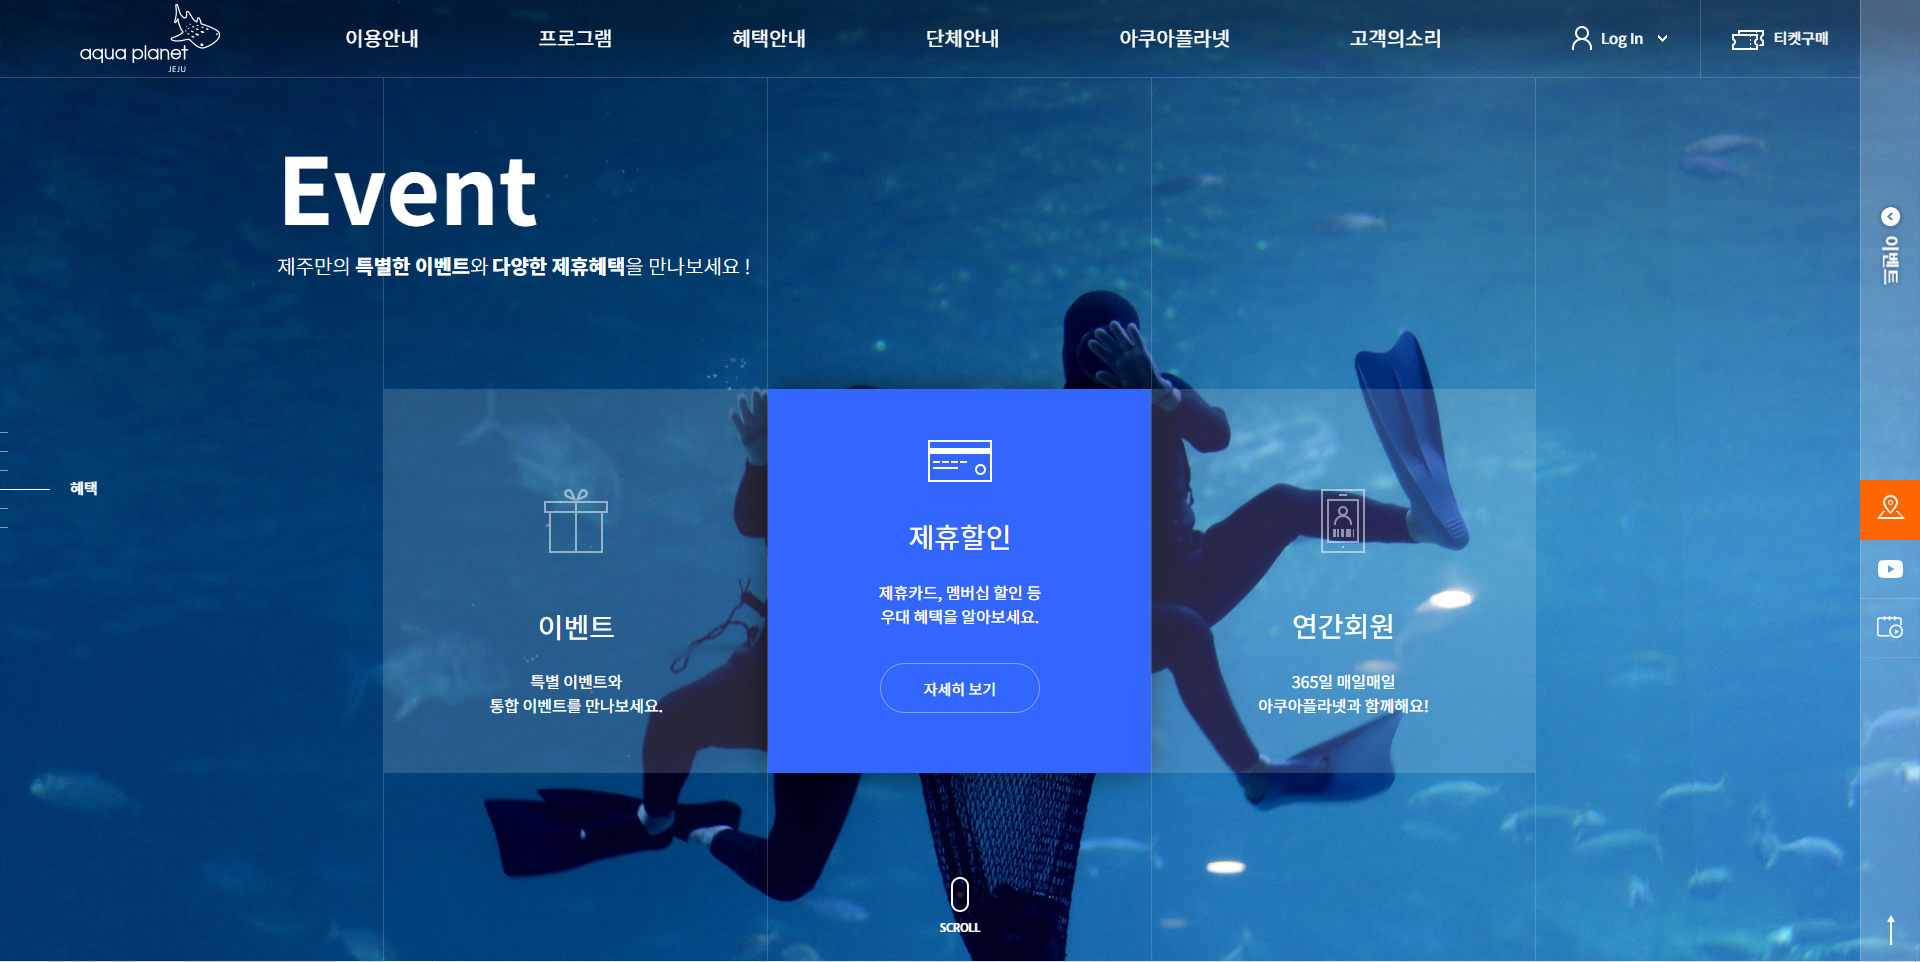 aqua planet
JEJU
이용안내
프로그램
혜택안내
단체안내
아쿠아플라넷
고객의소리
Log In
티켓구매
Event
제주만의 특별한 이벤트와 다양한 제휴혜택을 만나보세요 !
이벤트
혜택
이벤트
특별 이벤트와
통합 이벤트를 만나보세요.
제휴할인
제휴카드, 멤버십 할인 등
우대 혜택을 알아보세요.
자세히 보기
연간회원
365일 매일매일
아쿠아플라넷과 함께해요!
SCROLL